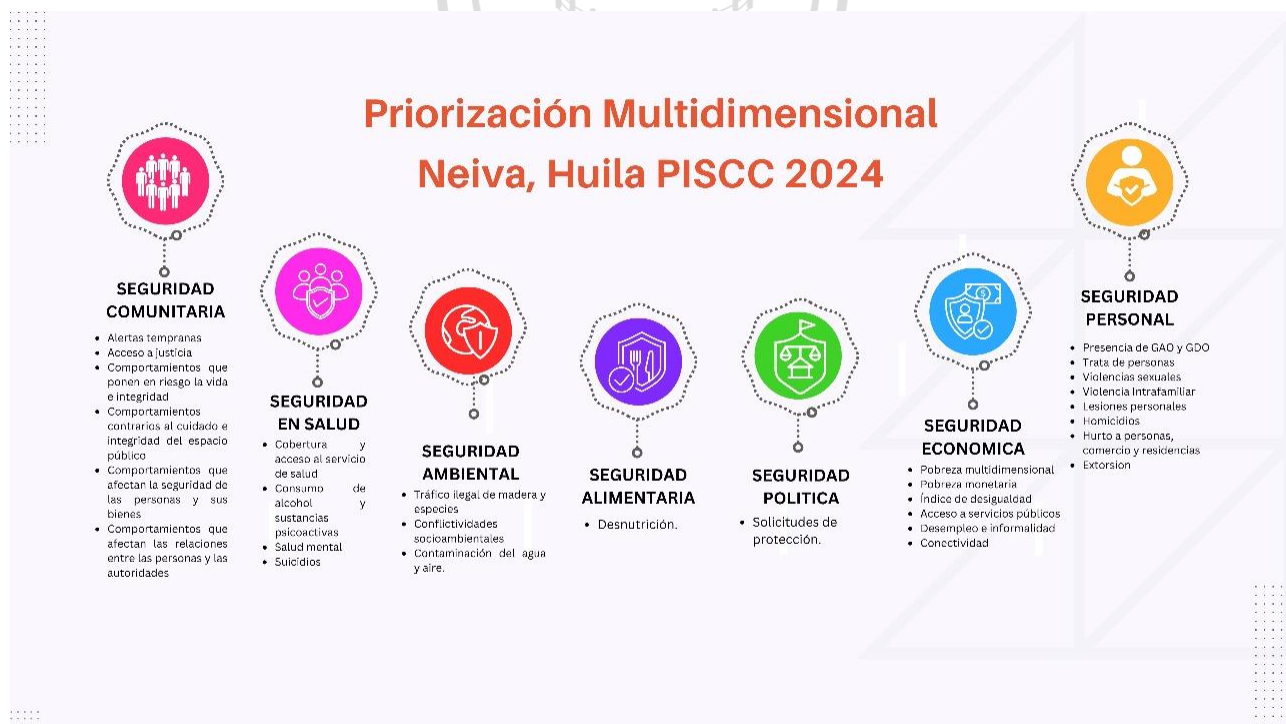 Priorización Multidimensional
Neiva, Huila PISCC 2024
SEGURIDAD
COMUNITARIA
• Alertas tempranas
• Acceso a justicia
• Comportamientos que
ponen en riesgo la vida
e integridad
• Comportamientos
contrarios al cuidado e
integridad del espacio
público
• Comportamientos que
afectan la seguridad de
las personas y sus
bienes
• Comportamientos que
afectan las relaciones
entre las personas y las
autoridades
SEGURIDAD
EN SALUD
• Cobertura y
acceso al servicio
de salud
• Consumo de
alcohol y
sustancias
psicoactivas
• Salud mental
• Suicidios
SEGURIDAD
AMBIENTAL
• Tráfico ilegal de madera y
especies
• Conflictividades
socioambientales
• Contaminación del agua
y aire.
SEGURIDAD
ALIMENTARIA
• Desnutrición.
SEGURIDAD
POLITICA
• Solicitudes de
protección.
SEGURIDAD
ECONOMICA
• Pobreza multidimensional
• Pobreza monetaria
• Índice de desigualdad
• Acceso a servicios públicos
• Desempleo e informalidad
• Conectividad
SEGURIDAD
PERSONAL
• Presencia de GAO y GDO
• Trata de personas
• Violencias sexuales
• Violencia Intrafamiliar
• Lesiones personales
• Homicidios
• Hurto a personas,
comercio y residencias
• Extorsion